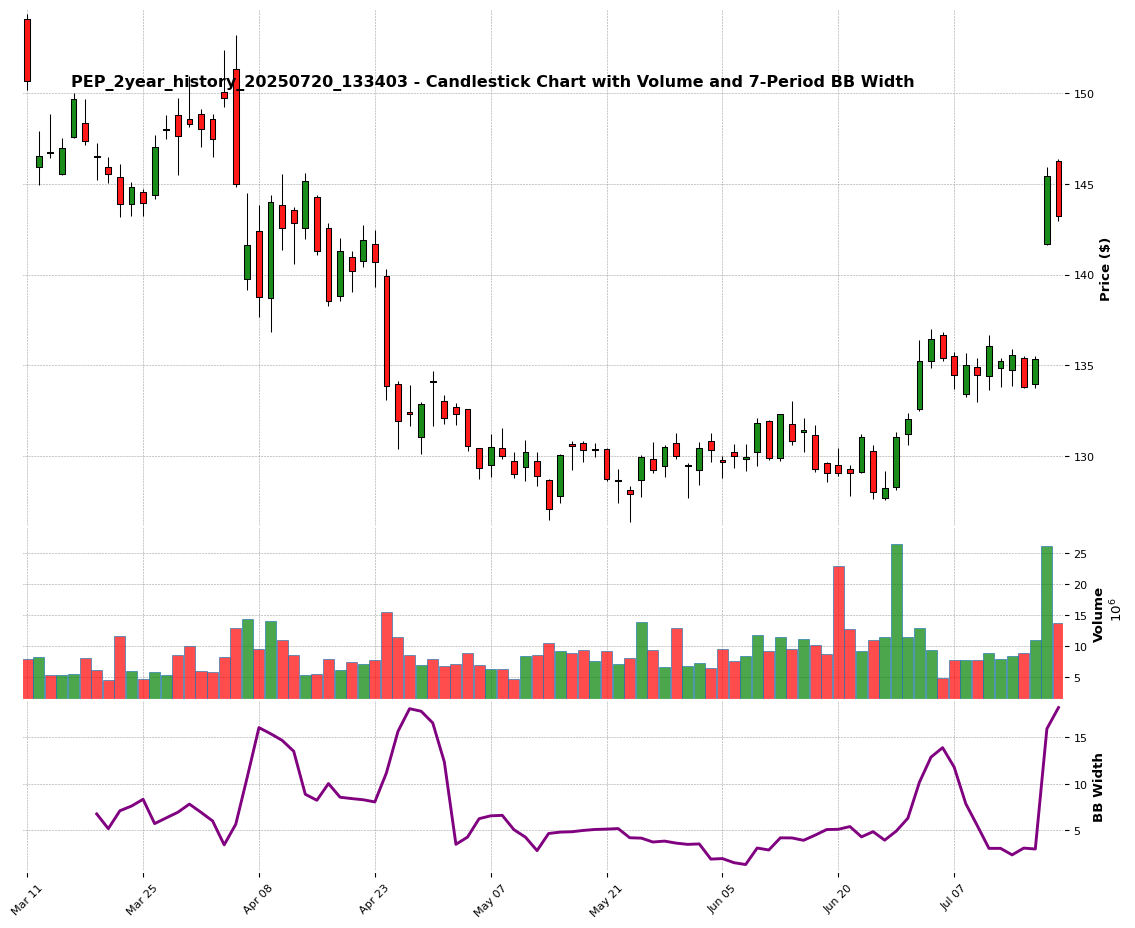 PEP_2year_history_20250720_133403 - Candlestick Chart with Volume and 7-Period BB Width
150
145
140
135
130
Price ($)
25
20
15
10
5
Volume
10^6
15
10
5
BB Width
Mar 11
Mar 25
Apr 08
Apr 23
May 07
May 21
Jun 05
Jun 20
Jul 07